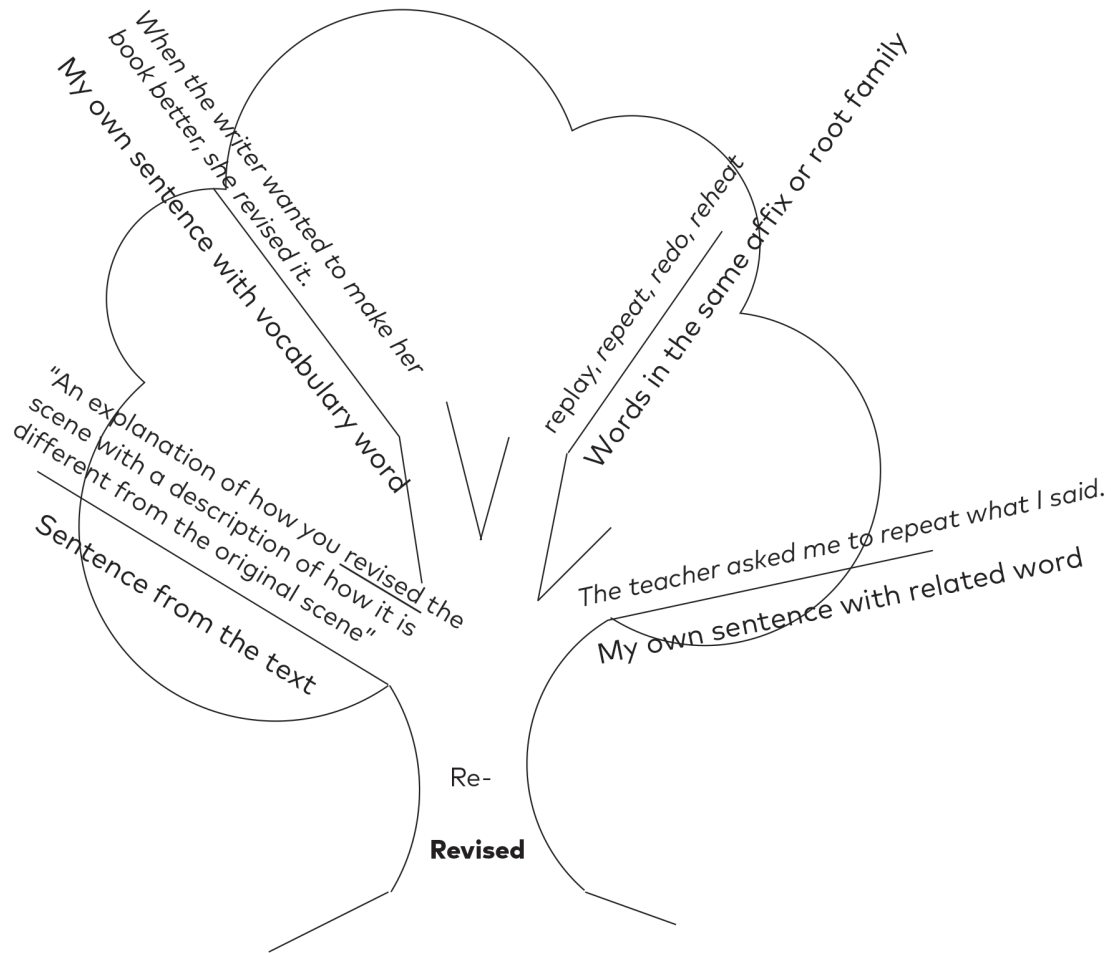 When the writer wanted to make her
book better, she revised it.
My own sentence with vocabulary word
replay, repeat, redo, reheat
Words in the same affix or root family
"An explanation of how you revised the
scene with a description of how it is
different from the original scene"
Sentence from the text
The teacher asked me to repeat what I said.
My own sentence with related word
Re-
Revised